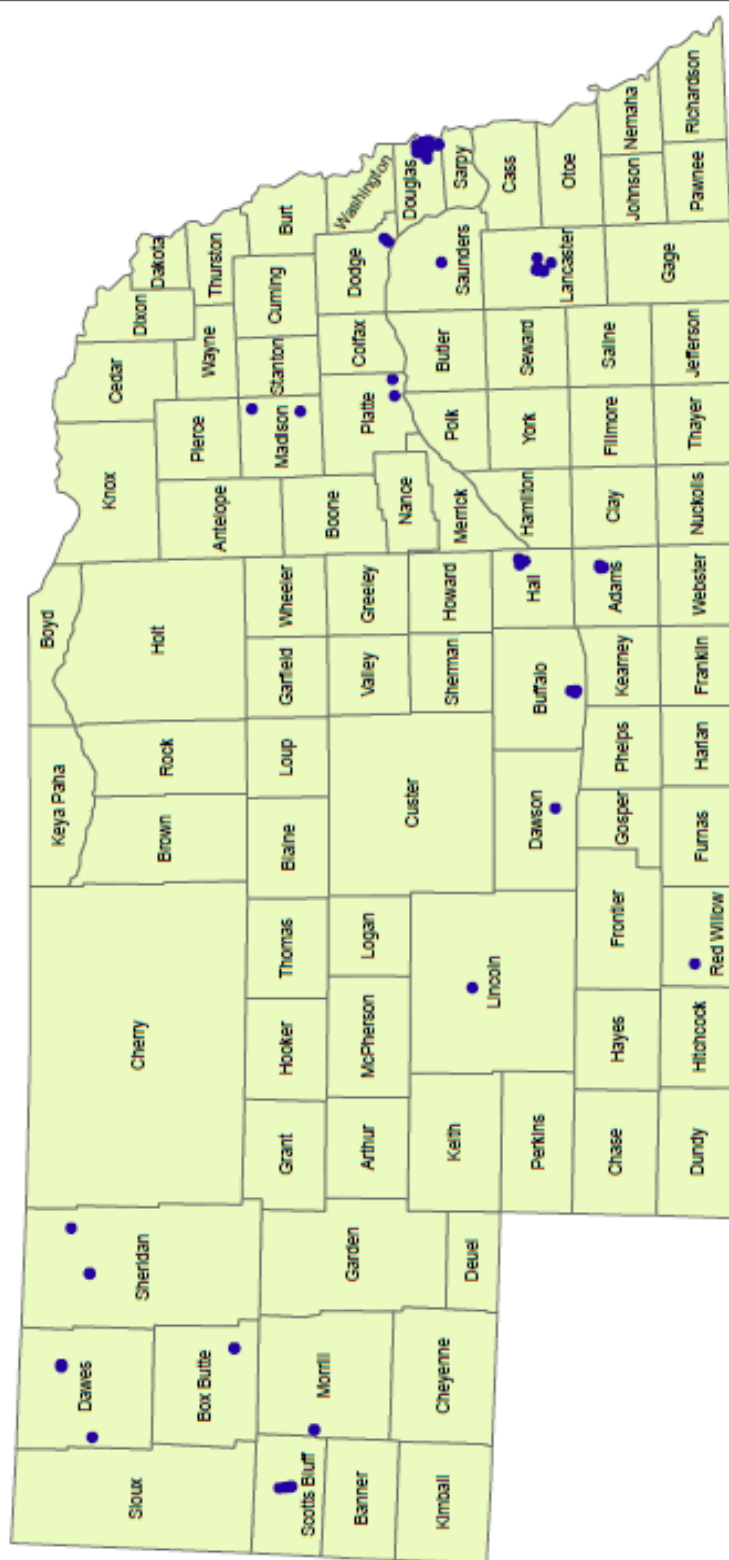 Sioux
Dawes
Box Butte
Sheridan
Scotts Bluff
Banner
Kimball
Morrill
Cheyenne
Garden
Deuel
Cherry
Grant
Hooker
Thomas
Arthur
McPherson
Logan
Keith
Perkins
Lincoln
Chase
Hayes
Frontier
Dundy
Hitchcock
Red Willow
Keya Paha
Boyd
Brown
Rock
Holt
Blaine
Loup
Garfield
Wheeler
Custer
Valley
Greeley
Sherman
Howard
Dawson
Buffalo
Hall
Gosper
Phelps
Kearney
Adams
Furnas
Harlan
Franklin
Webster
Knox
Cedar
Dixon
Dakota
Antelope
Pierce
Wayne
Thurston
Boone
Madison
Stanton
Cuming
Burt
Nance
Platte
Colfax
Dodge
Washington
Merrick
Polk
Butler
Saunders
Douglas
Sarpy
Hamilton
York
Seward
Lancaster
Cass
Otoe
Clay
Fillmore
Saline
Gage
Johnson
Nemaha
Nuckolls
Thayer
Jefferson
Pawnee
Richardson